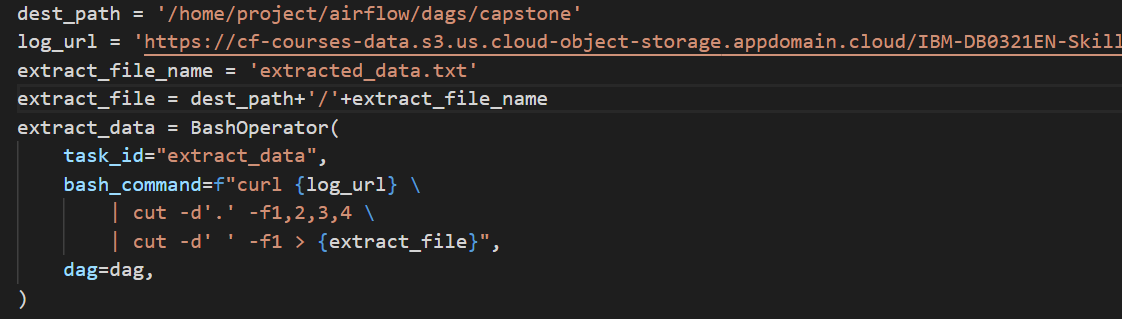 dest_path = '/home/project/airflow/dags/capstone'
log_url = 'https://cf-courses-data.s3.us.cloud-object-storage.appdomain.cloud/IBM-DB0321EN-Skill
extract_file_name = 'extracted_data.txt'
extract_file = dest_path+'/'+extract_file_name
extract_data = BashOperator(
    task_id="extract_data",
    bash_command=f"curl {log_url} \
        | cut -d'.' -f1,2,3,4 \
        | cut -d' ' -f1 > {extract_file}",
    dag=dag,
)